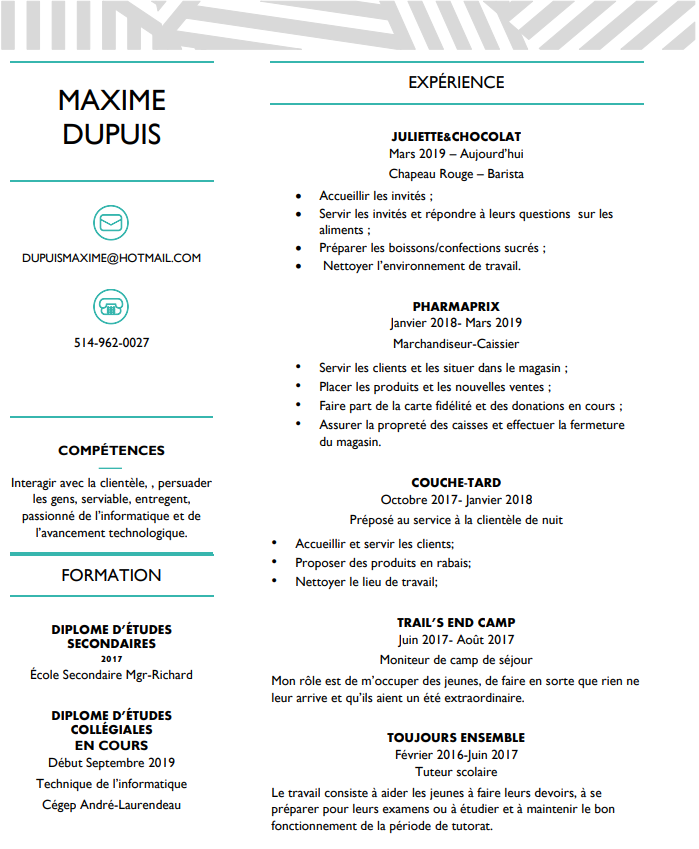 MAXIME
DUPUIS
DUPUISMAXIME@HOTMAIL.COM
514-962-0027
COMPÉTENCES
Interagir avec la clientèle, , persuader
les gens, serviable, entregent,
passionné de l’informatique et de
l’avancement technologique.
FORMATION
DIPLOME D’ÉTUDES
SECONDAIRES
2017
École Secondaire Mgr-Richard
DIPLOME D’ÉTUDES
COLLÉGIALES
EN COURS
Début Septembre 2019
Technique de l’informatique
Cégep André-Laurendeau
EXPÉRIENCE
JULIETTE&CHOCOLAT
Mars 2019 – Aujourd’hui
Chapeau Rouge – Barista
• Accueillir les invités ;
• Servir les invités et répondre à leurs questions sur les
aliments ;
• Préparer les boissons/confections sucrés ;
• Nettoyer l’environnement de travail.
PHARMAPRIX
Janvier 2018- Mars 2019
Marchandiseur-Caissier
• Servir les clients et les situer dans le magasin ;
• Placer les produits et les nouvelles ventes ;
• Faire part de la carte fidélité et des donations en cours ;
• Assurer la propreté des caisses et effectuer la fermeture
du magasin.
COUCHE-TARD
Octobre 2017- Janvier 2018
Préposé au service à la clientèle de nuit
• Accueillir et servir les clients;
• Proposer des produits en rabais;
• Nettoyer le lieu de travail;
TRAIL’S END CAMP
Juin 2017- Août 2017
Moniteur de camp de séjour
Mon rôle est de m’occuper des jeunes, de faire en sorte que rien ne
leur arrive et qu’ils aient un été extraordinaire.
TOUJOURS ENSEMBLE
Février 2016-Juin 2017
Tuteur scolaire
Le travail consiste à aider les jeunes à faire leurs devoirs, à se
préparer pour leurs examens ou à étudier et à maintenir le bon
fonctionnement de la période de tutorat.